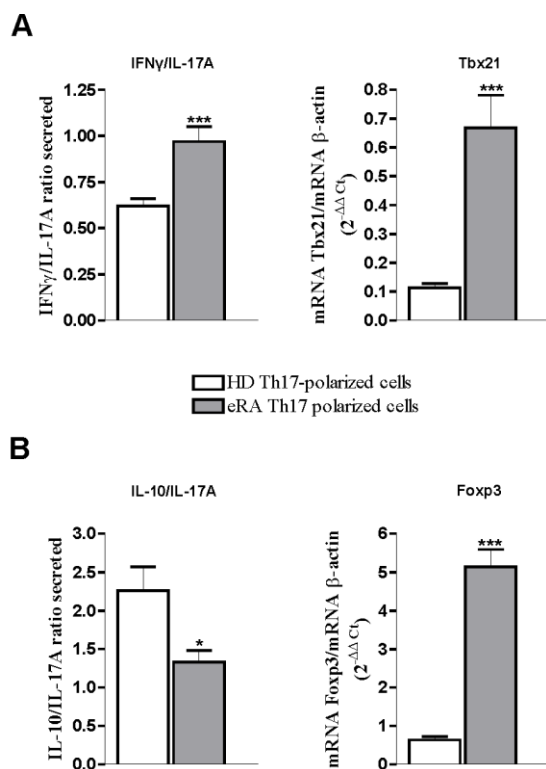 A
IFNγ/IL-17A
IFNγ/IL-17A ratio secreted
1.25
1.00
0.75
0.50
0.25
0.00
***
Tbx21
mRNA Tbx21/mRNA β-actin
(2^-ΔΔCt)
0.8
0.7
0.6
0.5
0.4
0.3
0.2
0.1
0.0
***
HD Th17-polarized cells
eRA Th17 polarized cells
B
IL-10/IL-17A
IL-10/IL-17A ratio secreted
3.0
2.5
2.0
1.5
1.0
0.5
0.0
*
Foxp3
mRNA Foxp3/mRNA β-actin
(2^-ΔΔCt)
6
5
4
3
2
1
0
***